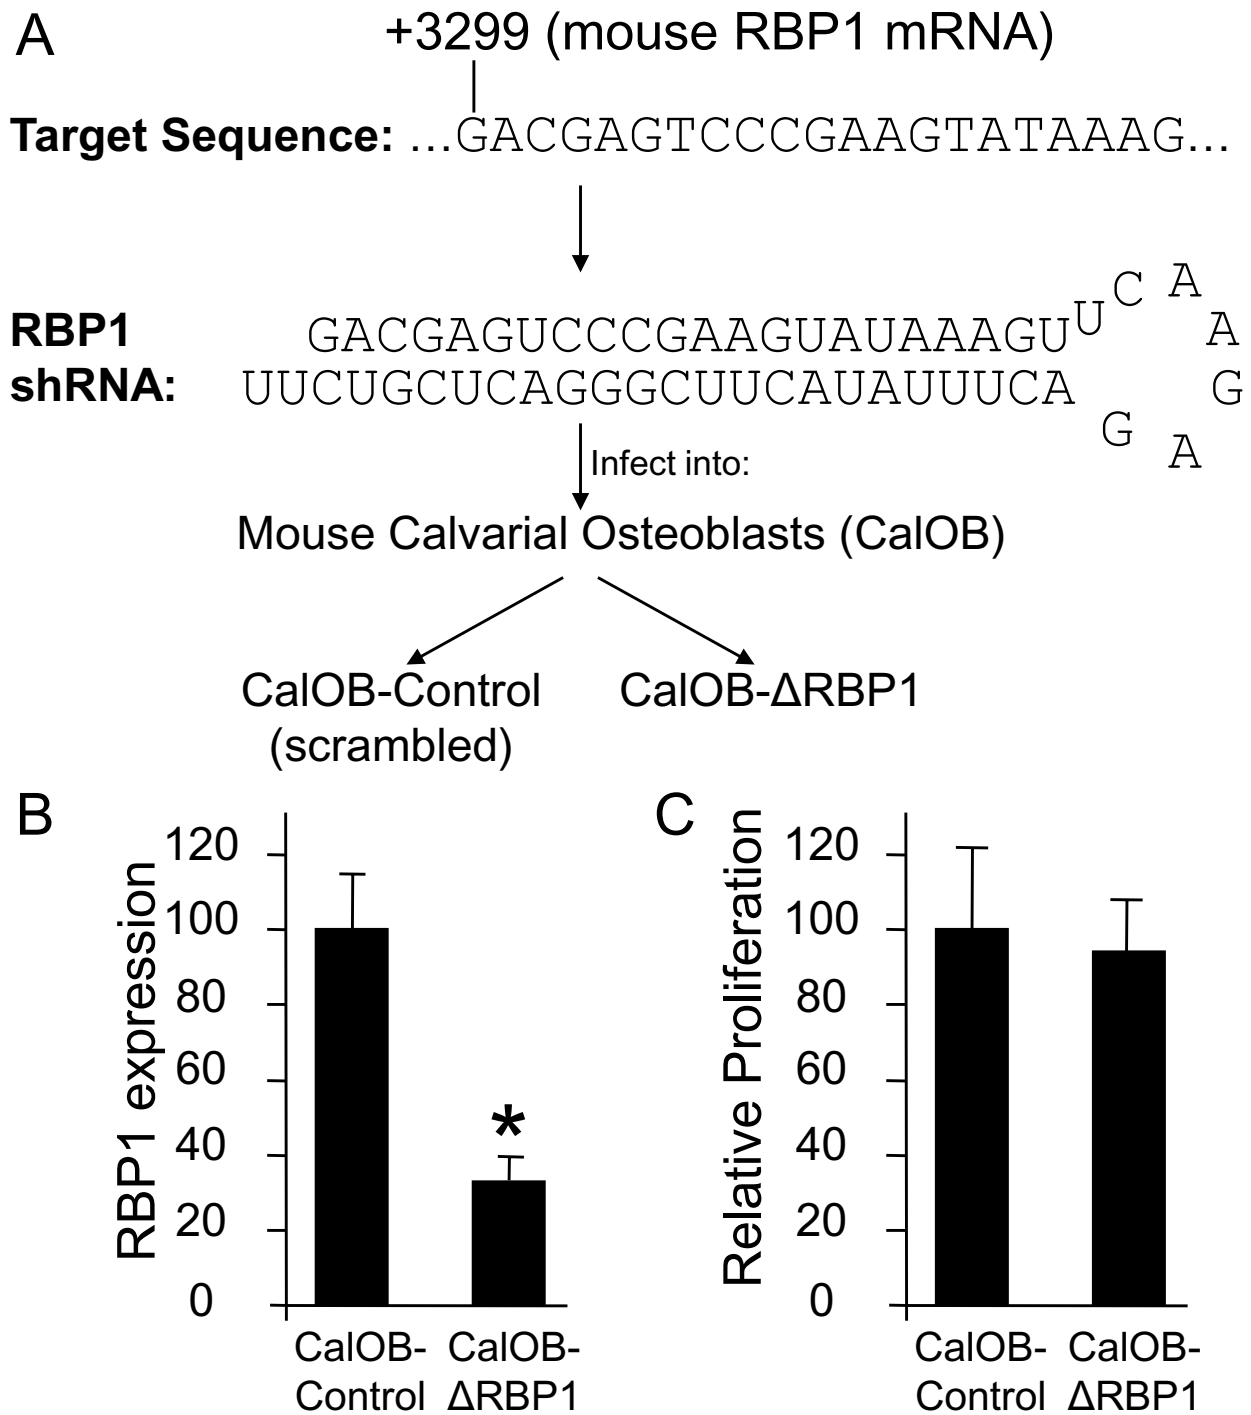 A
+3299 (mouse RBP1 mRNA)
Target Sequence: ...GACGAGTCCCGAAGTATAAAG...
RBP1
shRNA:
GACGAGUCCCGAAGUAUAAAGUUCAAGAG
UUCUGCUCAGGGCUUCAUAUUUCA
Infect into:
Mouse Calvarial Osteoblasts (CalOB)
CalOB-Control
(scrambled)
CalOB-ΔRBP1
B
RBP1 expression
120
100
80
60
40
20
0
*
CalOB-
Control
CalOB-
ΔRBP1
C
Relative Proliferation
120
100
80
60
40
20
0
CalOB-
Control
CalOB-
ΔRBP1